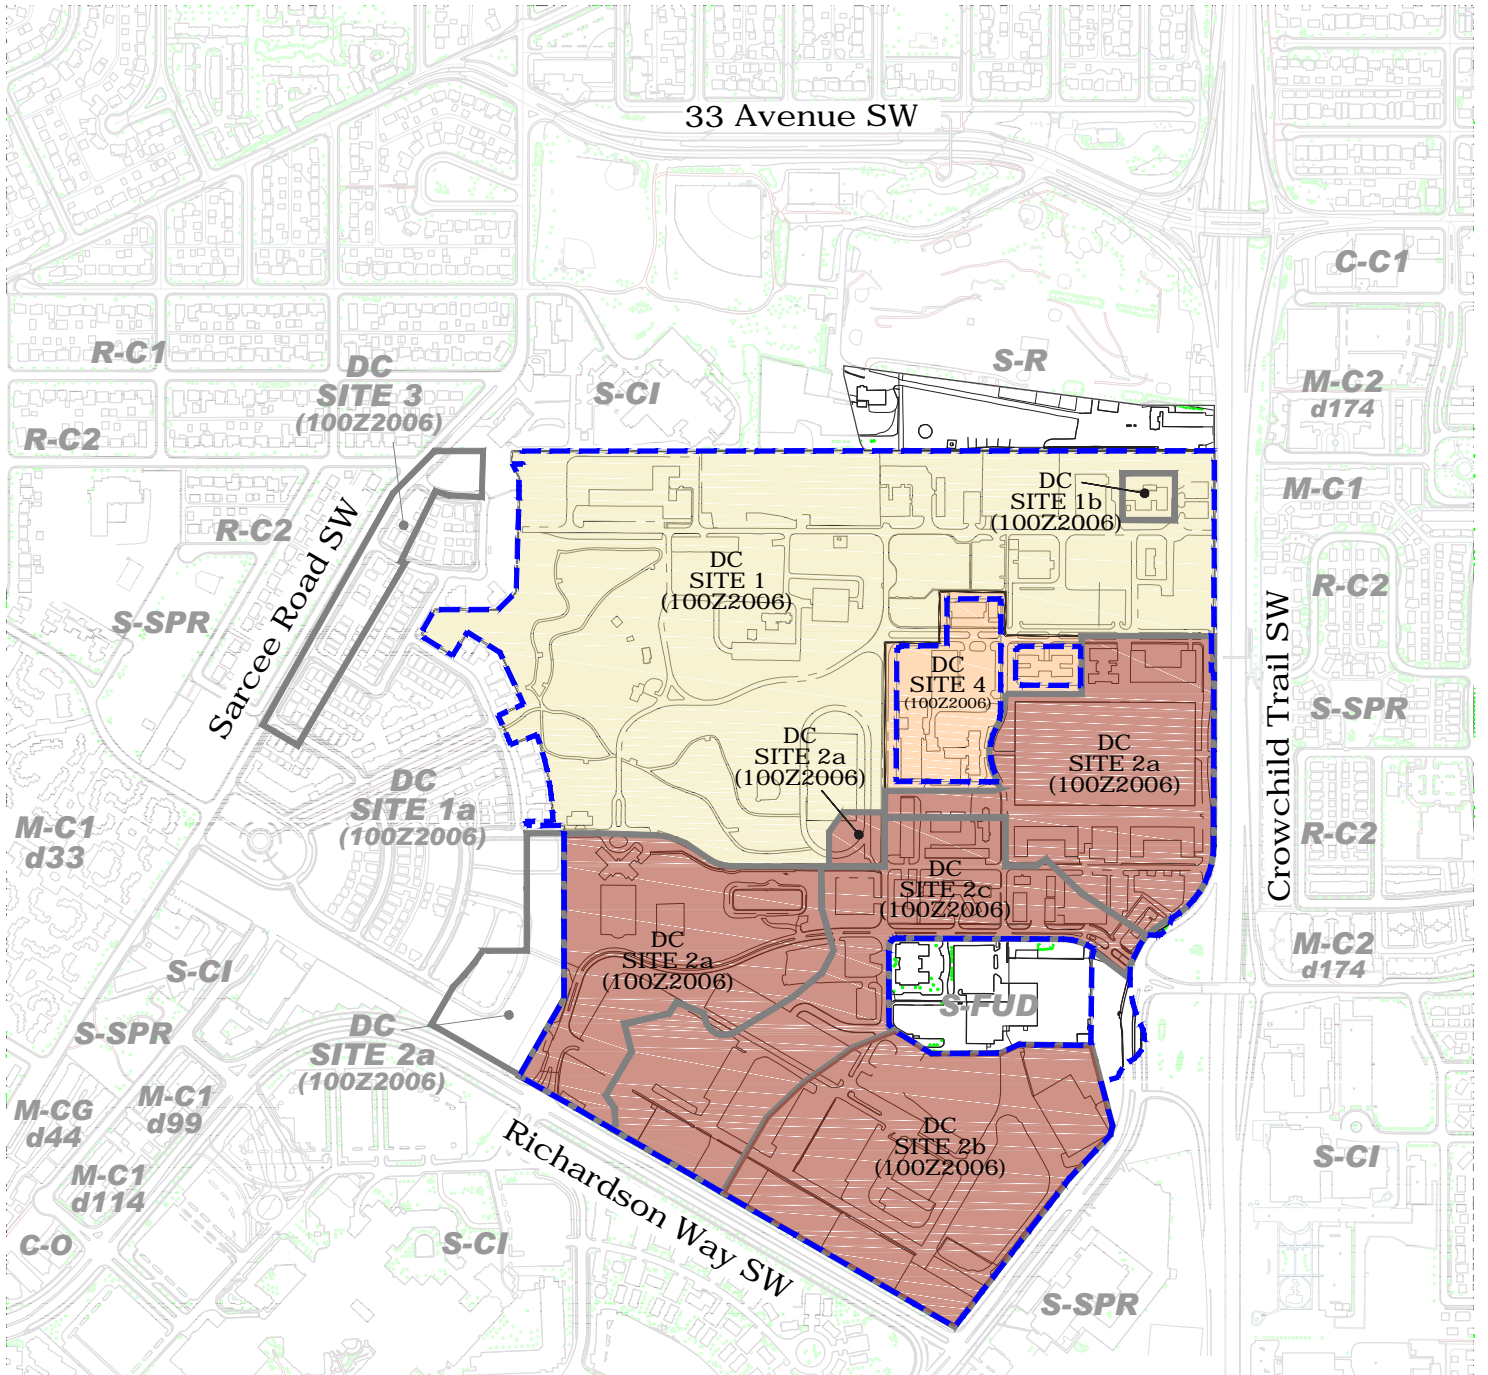 33 Avenue SW
C-C1
R-C1
DC
SITE 3
(100Z2006)
S-CI
S-R
M-C2
d174
R-C2
DC
SITE 1b
(100Z2006)
M-C1
R-C2
Sarcee Road SW
DC
SITE 1
(100Z2006)
R-C2
S-SPR
Crowchild Trail SW
DC
SITE 4
(100Z2006)
S-SPR
DC
SITE 2a
(100Z2006)
DC
SITE 2a
(100Z2006)
DC
SITE 1a
(100Z2006)
M-C1
d33
R-C2
DC
SITE 2c
(100Z2006)
DC
SITE 2a
(100Z2006)
M-C2
d174
S-CI
S-FUD
S-SPR
DC
SITE 2a
(100Z2006)
M-CG
d44
M-C1
d99
Richardson Way SW
DC
SITE 2b
(100Z2006)
S-CI
M-C1
d114
C-O
S-CI
S-SPR